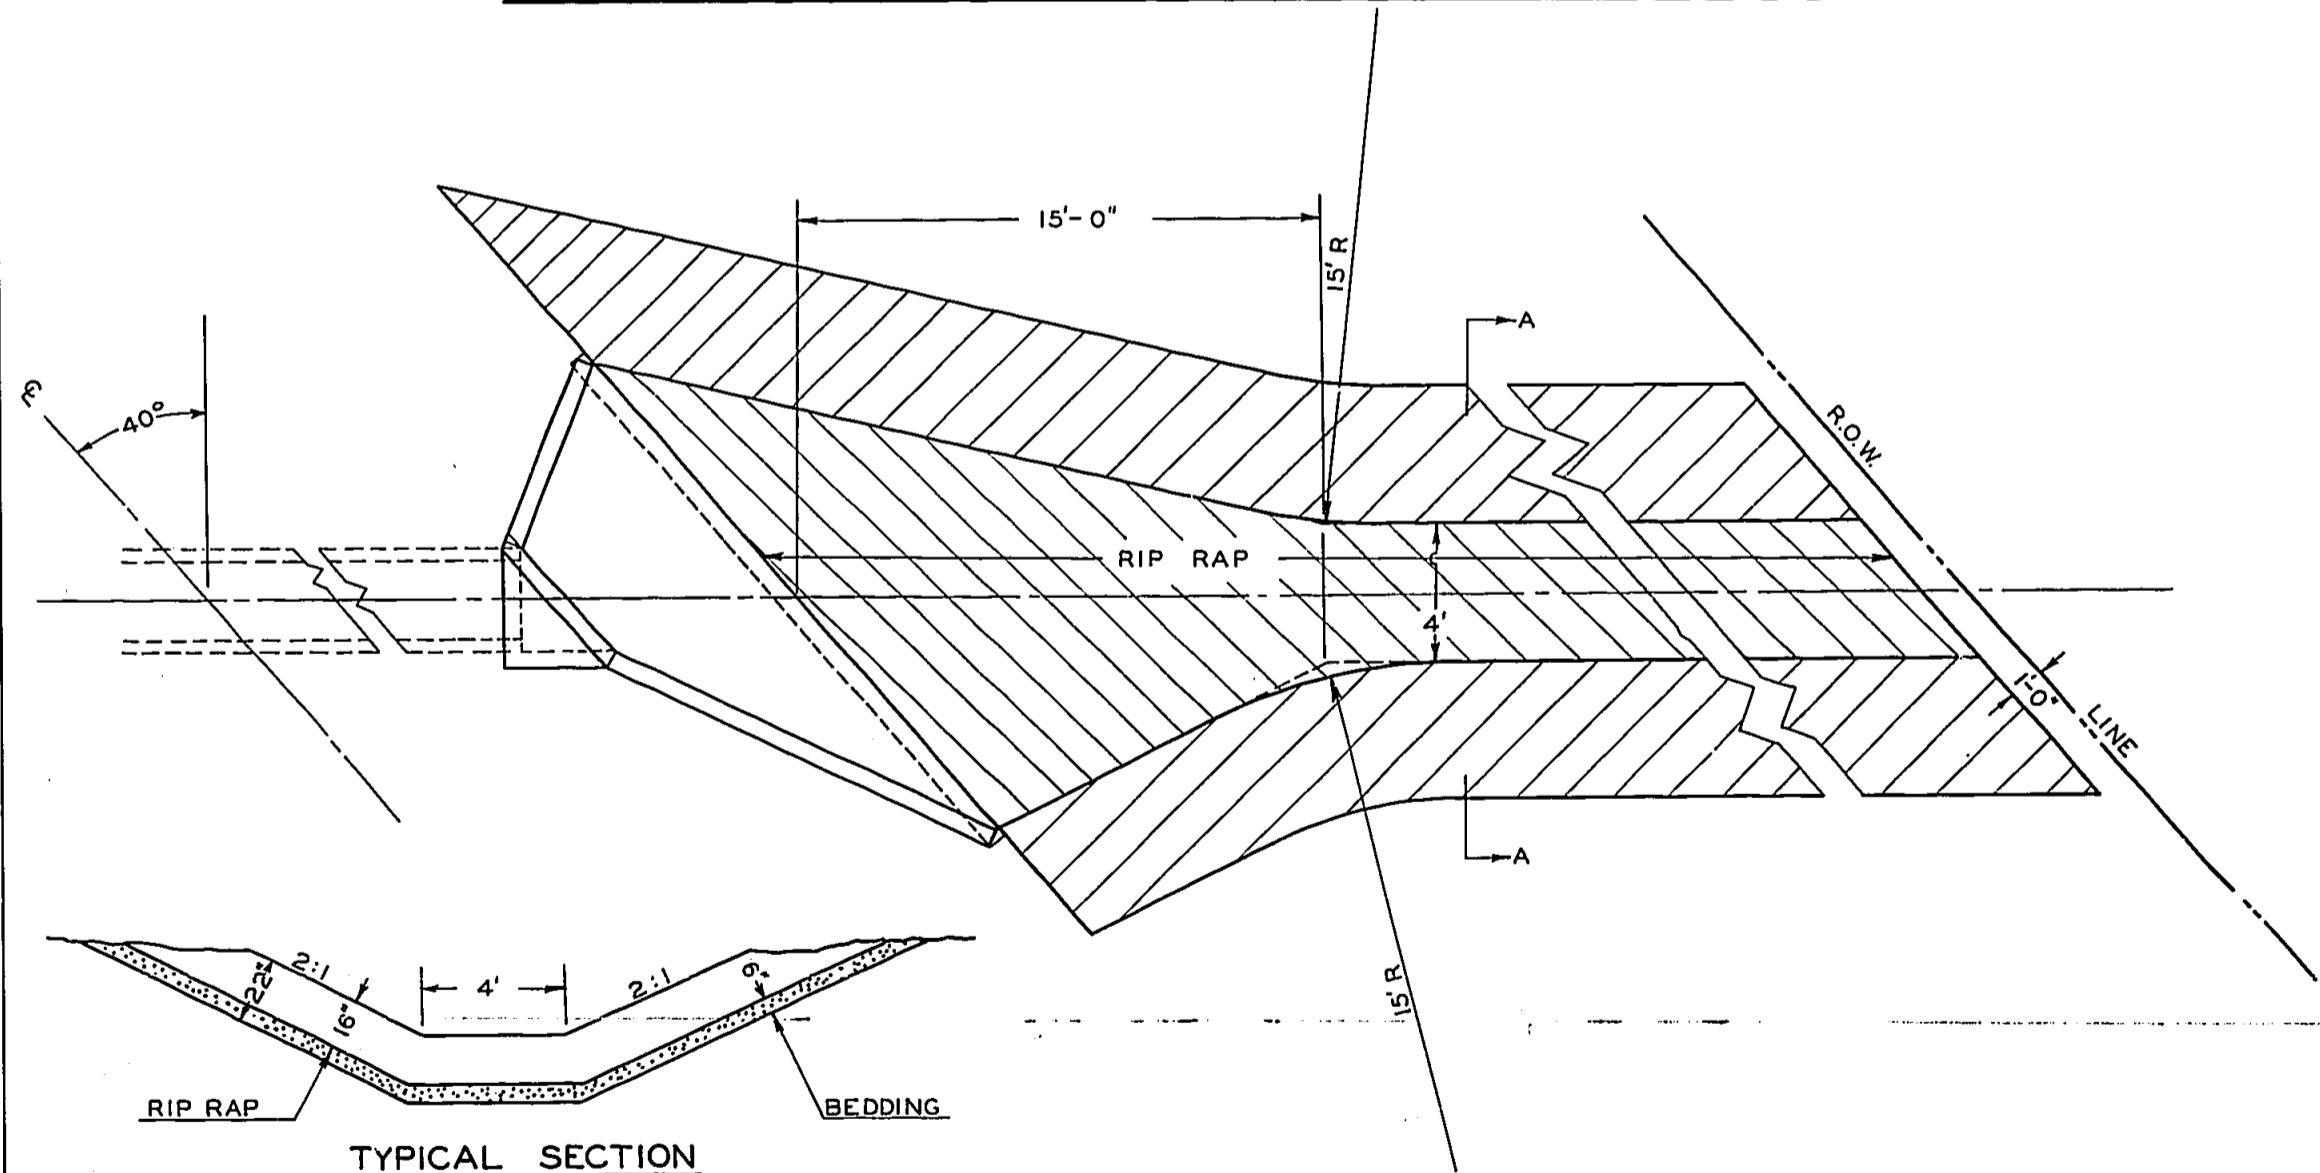 15'-0"
15' R
A
40°
R.O.W.
RIP RAP
4'
1'-0"
LINE
A
2:1
22"
16"
4'
2:1
6"
15' R
RIP RAP
BEDDING
TYPICAL SECTION